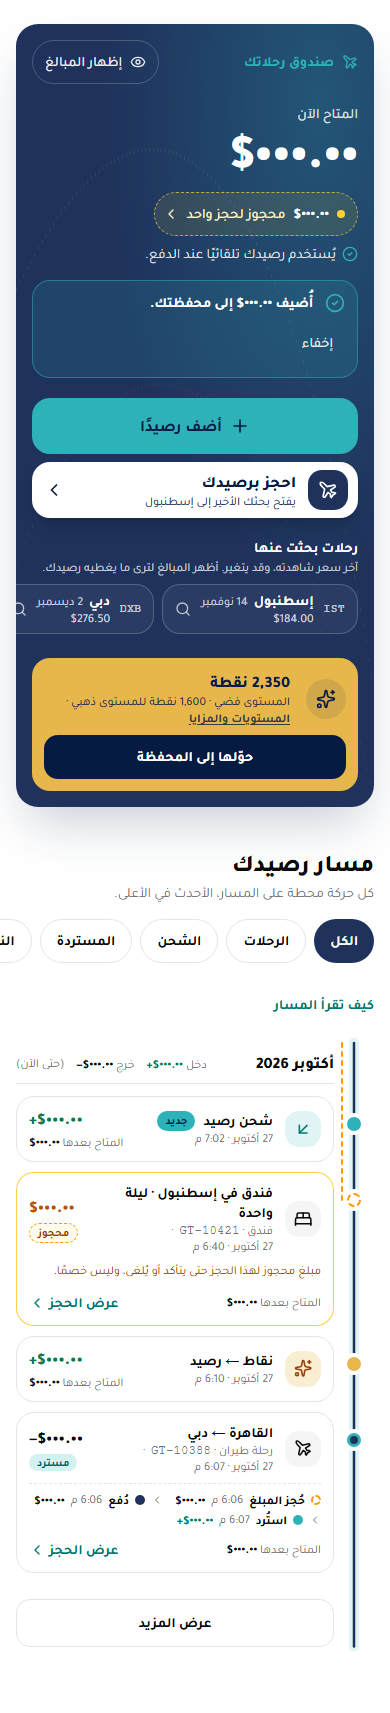 صندوق رحلاتك
إظهار المبالغ
المتاح الآن
$•••.••
$•••.•• محجوز لحجز واحد
يُستخدم رصيدك تلقائيًا عند الدفع.
أُضيف $•••.•• إلى محفظتك.
إخفاء
أضف رصيدًا
احجز برصيدك
يفتح بحثك الأخير إلى إسطنبول
رحلات بحثت عنها
آخر سعر شاهدته، وقد يتغير. أظهر المبالغ لترى ما يغطيه رصيدك.
IST إسطنبول 14 نوفمبر
$184.00
DXB دبي 2 ديسمبر
$276.50
2,350 نقطة
المستوى فضي · 1,600 نقطة للمستوى ذهبي ·
المستويات والمزايا
حوّلها إلى المحفظة
مسار رصيدك
كل حركة محطة على المسار، الأحدث في الأعلى.
الكل
الرحلات
الشحن
المستردة
كيف تقرأ المسار
أكتوبر 2026
دخل +$•••.•• خرج −$•••.•• (حتى الآن)
شحن رصيد جديد
27 أكتوبر · 7:02 م
+$•••.••
المتاح بعدها $•••.••
فندق في إسطنبول · ليلة
واحدة
فندق · GT-10421 ·
27 أكتوبر · 6:40 م
$•••.••
محجوز
مبلغ محجوز لهذا الحجز حتى يتأكد أو يُلغى، وليس خصمًا.
المتاح بعدها $•••.••
عرض الحجز
نقاط ← رصيد
27 أكتوبر · 6:10 م
+$•••.••
المتاح بعدها $•••.••
القاهرة ← دبي
رحلة طيران · GT-10388 ·
27 أكتوبر · 6:07 م
−$•••.••
مسترد
حُجز المبلغ 6:06 م $•••.•• دُفع 6:06 م $•••.••
استُرد 6:07 م +$•••.••
المتاح بعدها $•••.••
عرض الحجز
عرض المزيد